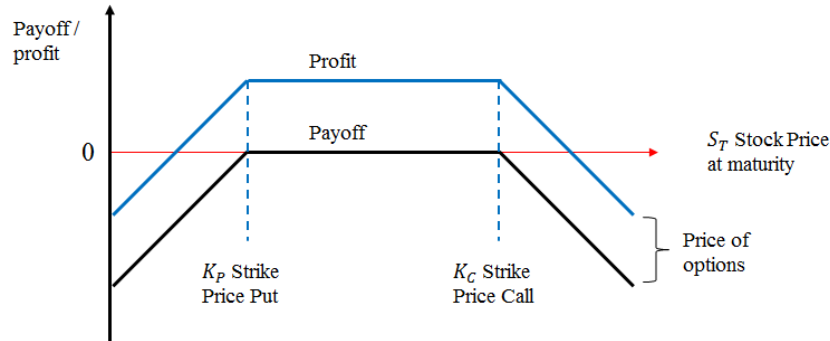 Payoff /
profit
Profit
Payoff
0
S_T Stock Price
at maturity
K_P Strike
Price Put
K_C Strike
Price Call
Price of
options